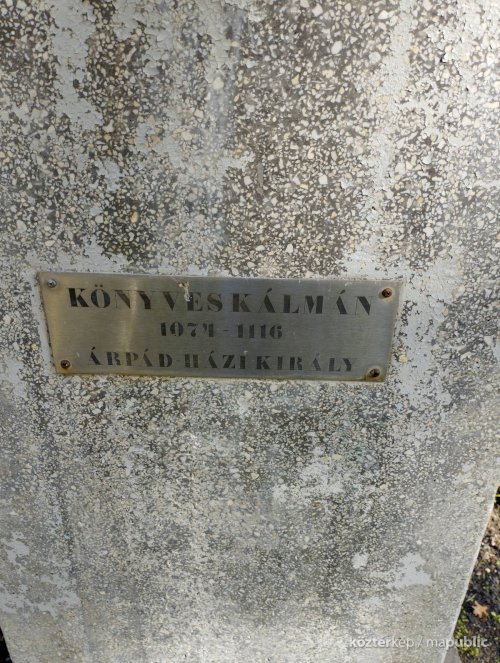 KÖNYVES KÁLMÁN
1074-1116
ÁRPÁD-HÁZI KIRÁLY
köztérkép / mapublic